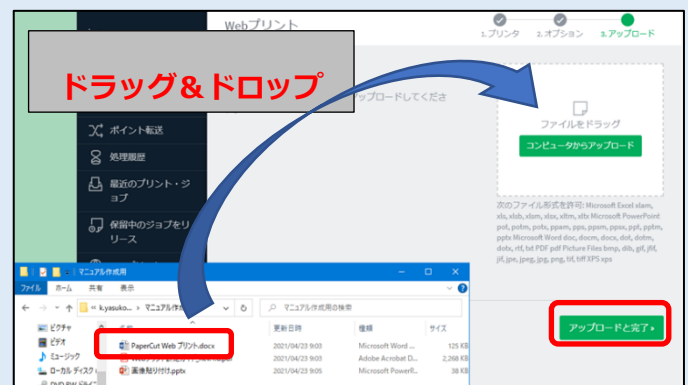 Webプリント
1.プリンタ 2.オプション 3.アップロード
ドラッグ&ドロップ
アップロードしてくださ
ファイルをドラッグ
コンピュータからアップロード
ポイント転送
処理履歴
最近のプリント・ジ
ョブ
保留中のジョブをリ
リース
次のファイル形式を許可: Microsoft Excel xlam,
xls, xlsb, xlsm, xlsx, xltm, xltx Microsoft PowerPoint
pot, potm, potx, ppam, pps, ppsm, ppsx, ppt, pptm,
pptx Microsoft Word doc, docm, docx, dot, dotm,
dotx, rtf, txt PDF pdf Picture Files bmp, dib, gif, jfif,
jif, jpe, jpeg, jpg, png, tif, tiff XPS xps
アップロードと完了 »
マニュアル作成用
ファイル ホーム 共有 表示
« k.yasuko... › マニュアル作成用
マニュアル作成用の検索
ピクチャ
ビデオ
ミュージック
ローカル ディスク
更新日時 種類 サイズ
PaperCut Web プリント.docx 2021/04/23 9:03 Microsoft Word ... 125 KB
2021/04/23 9:03 Adobe Acrobat D... 2,268 KB
画像貼り付け.pptx 2021/04/23 9:05 Microsoft PowerP... 38 KB